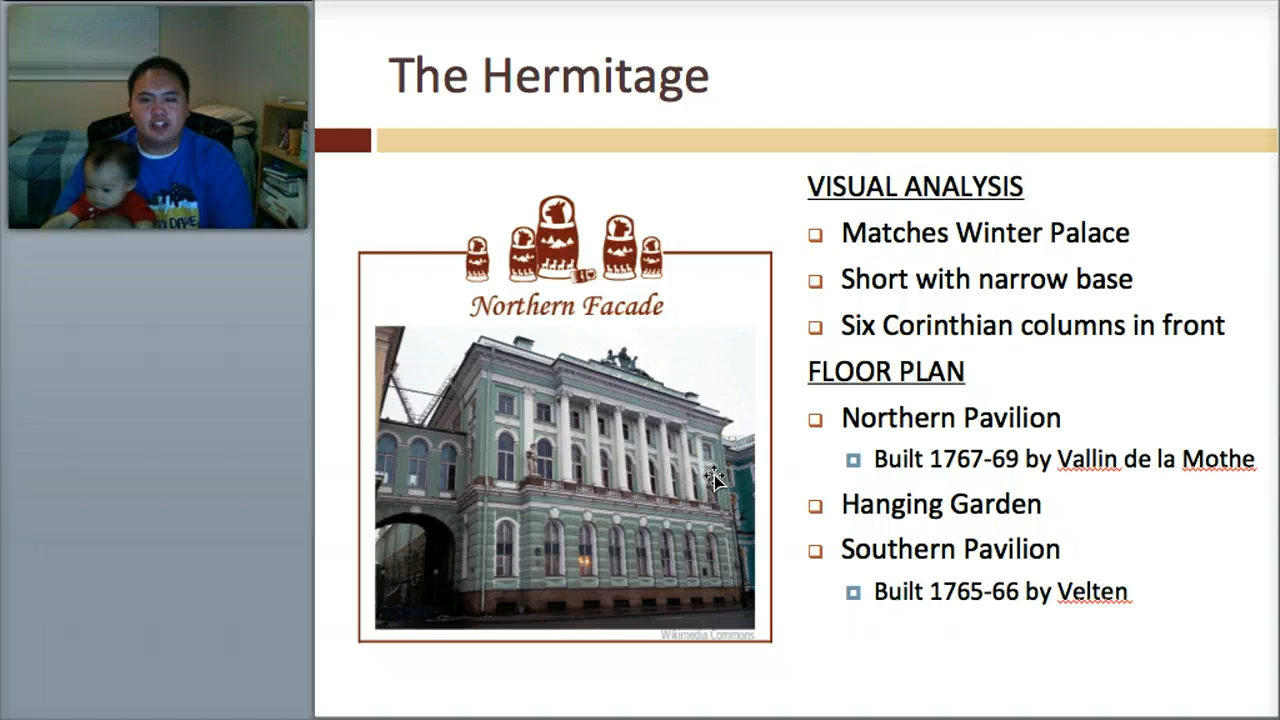 The Hermitage
Northern Facade
Wikimedia Commons
VISUAL ANALYSIS
Matches Winter Palace
Short with narrow base
Six Corinthian columns in front
FLOOR PLAN
Northern Pavilion
Built 1767-69 by Vallin de la Mothe
Hanging Garden
Southern Pavilion
Built 1765-66 by Velten